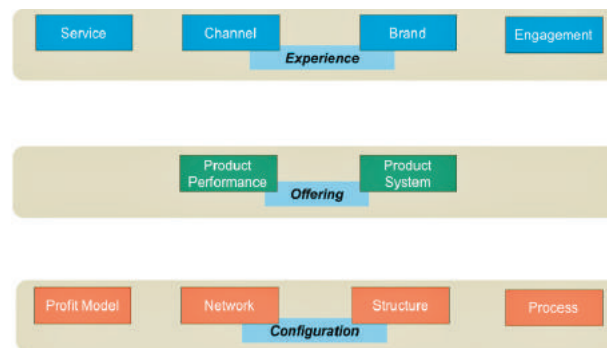 Service
Channel
Brand
Engagement
Experience
Product
Performance
Product
System
Offering
Profit Model
Network
Structure
Process
Configuration